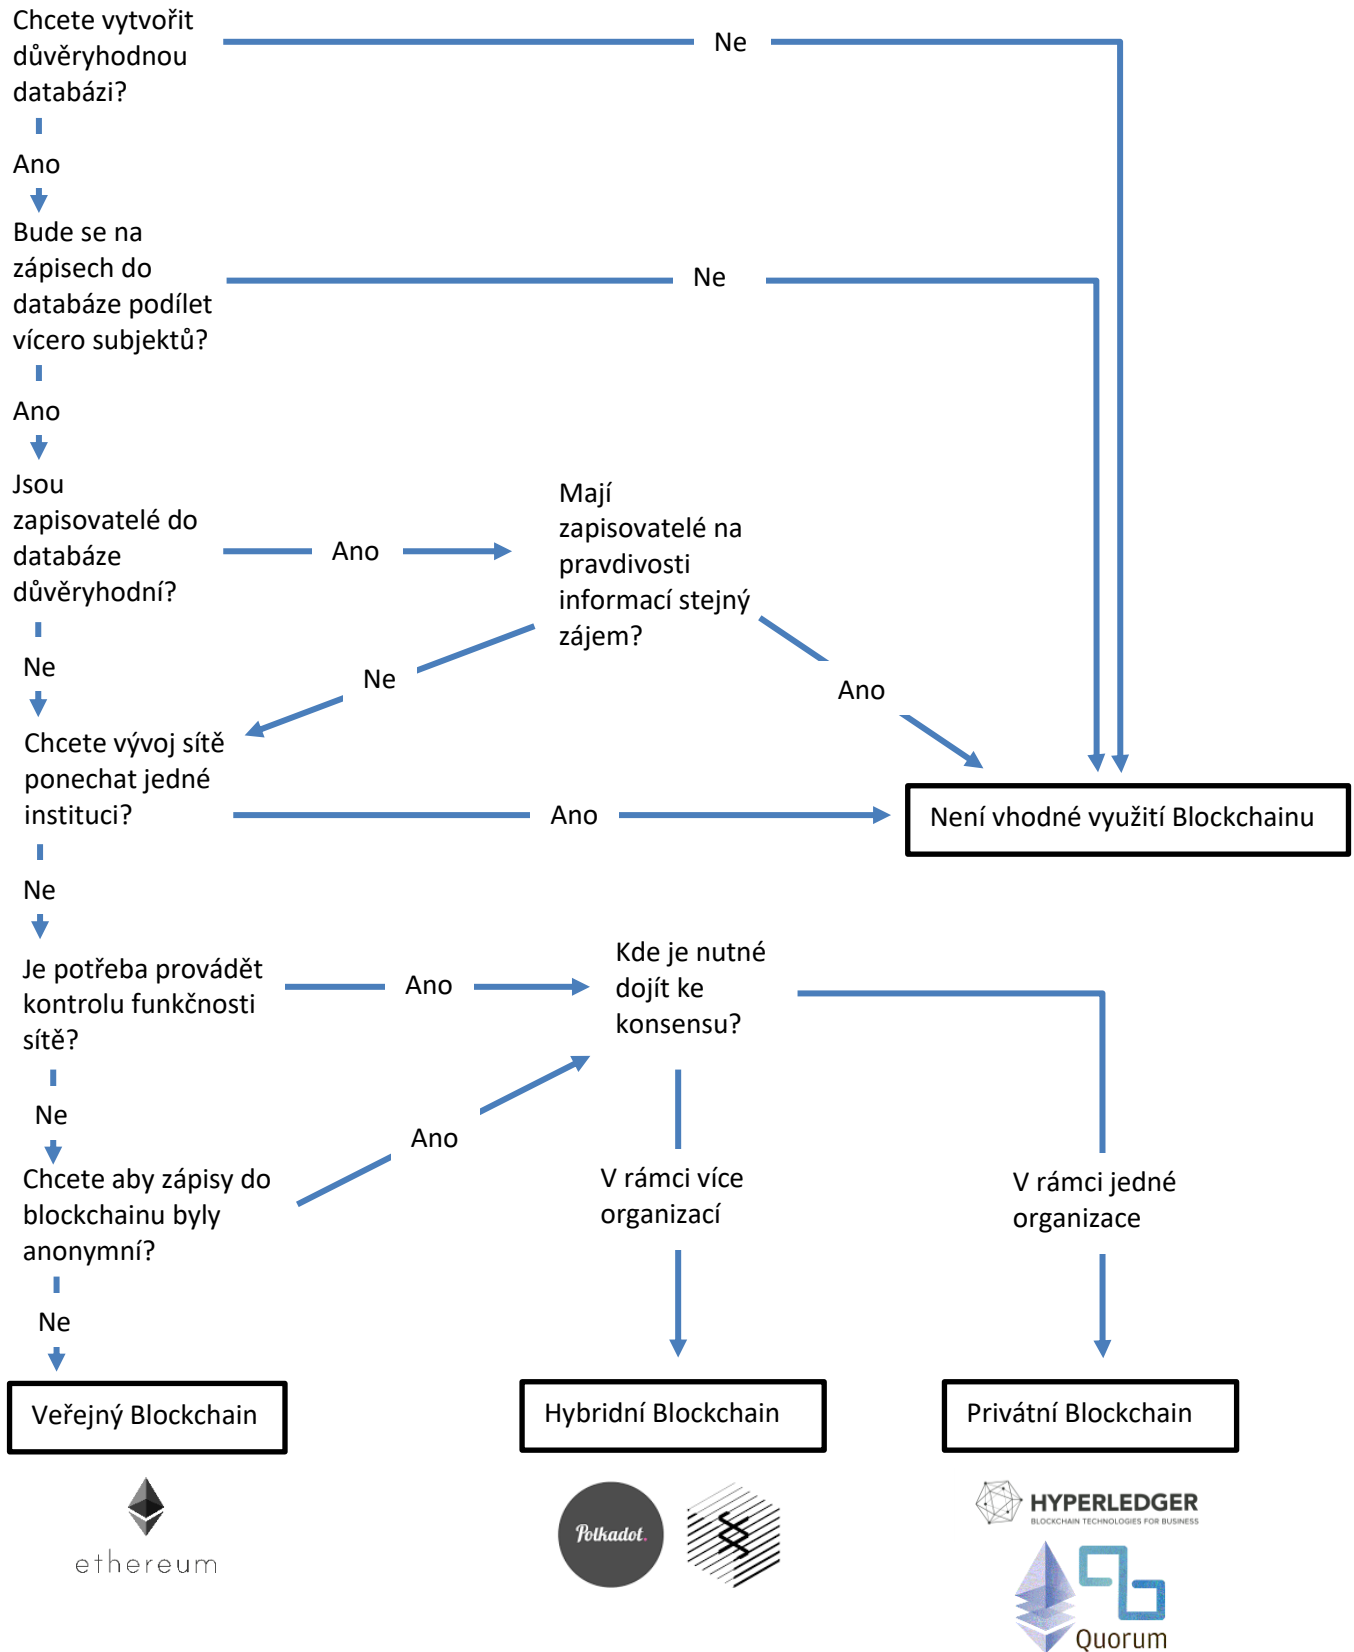 Chcete vytvořit
důvěryhodnou
databázi?
Ne
Ano
Bude se na
zápisech do
databáze podílet
vícero subjektů?
Ne
Ano
Jsou
zapisovatelé do
databáze
důvěryhodní?
Ano
Mají
zapisovatelé na
pravdivosti
informací stejný
zájem?
Ne
Ne
Ano
Chcete vývoj sítě
ponechat jedné
instituci?
Ano
Není vhodné využití Blockchainu
Ne
Je potřeba provádět
kontrolu funkčnosti
sítě?
Ano
Kde je nutné
dojít ke
konsensu?
Ne
Ano
Chcete aby zápisy do
blockchainu byly
anonymní?
V rámci více
organizací
V rámci jedné
organizace
Ne
Veřejný Blockchain
Hybridní Blockchain
Privátní Blockchain
ethereum
Polkadot.
HYPERLEDGER
BLOCKCHAIN TECHNOLOGIES FOR BUSINESS
Quorum